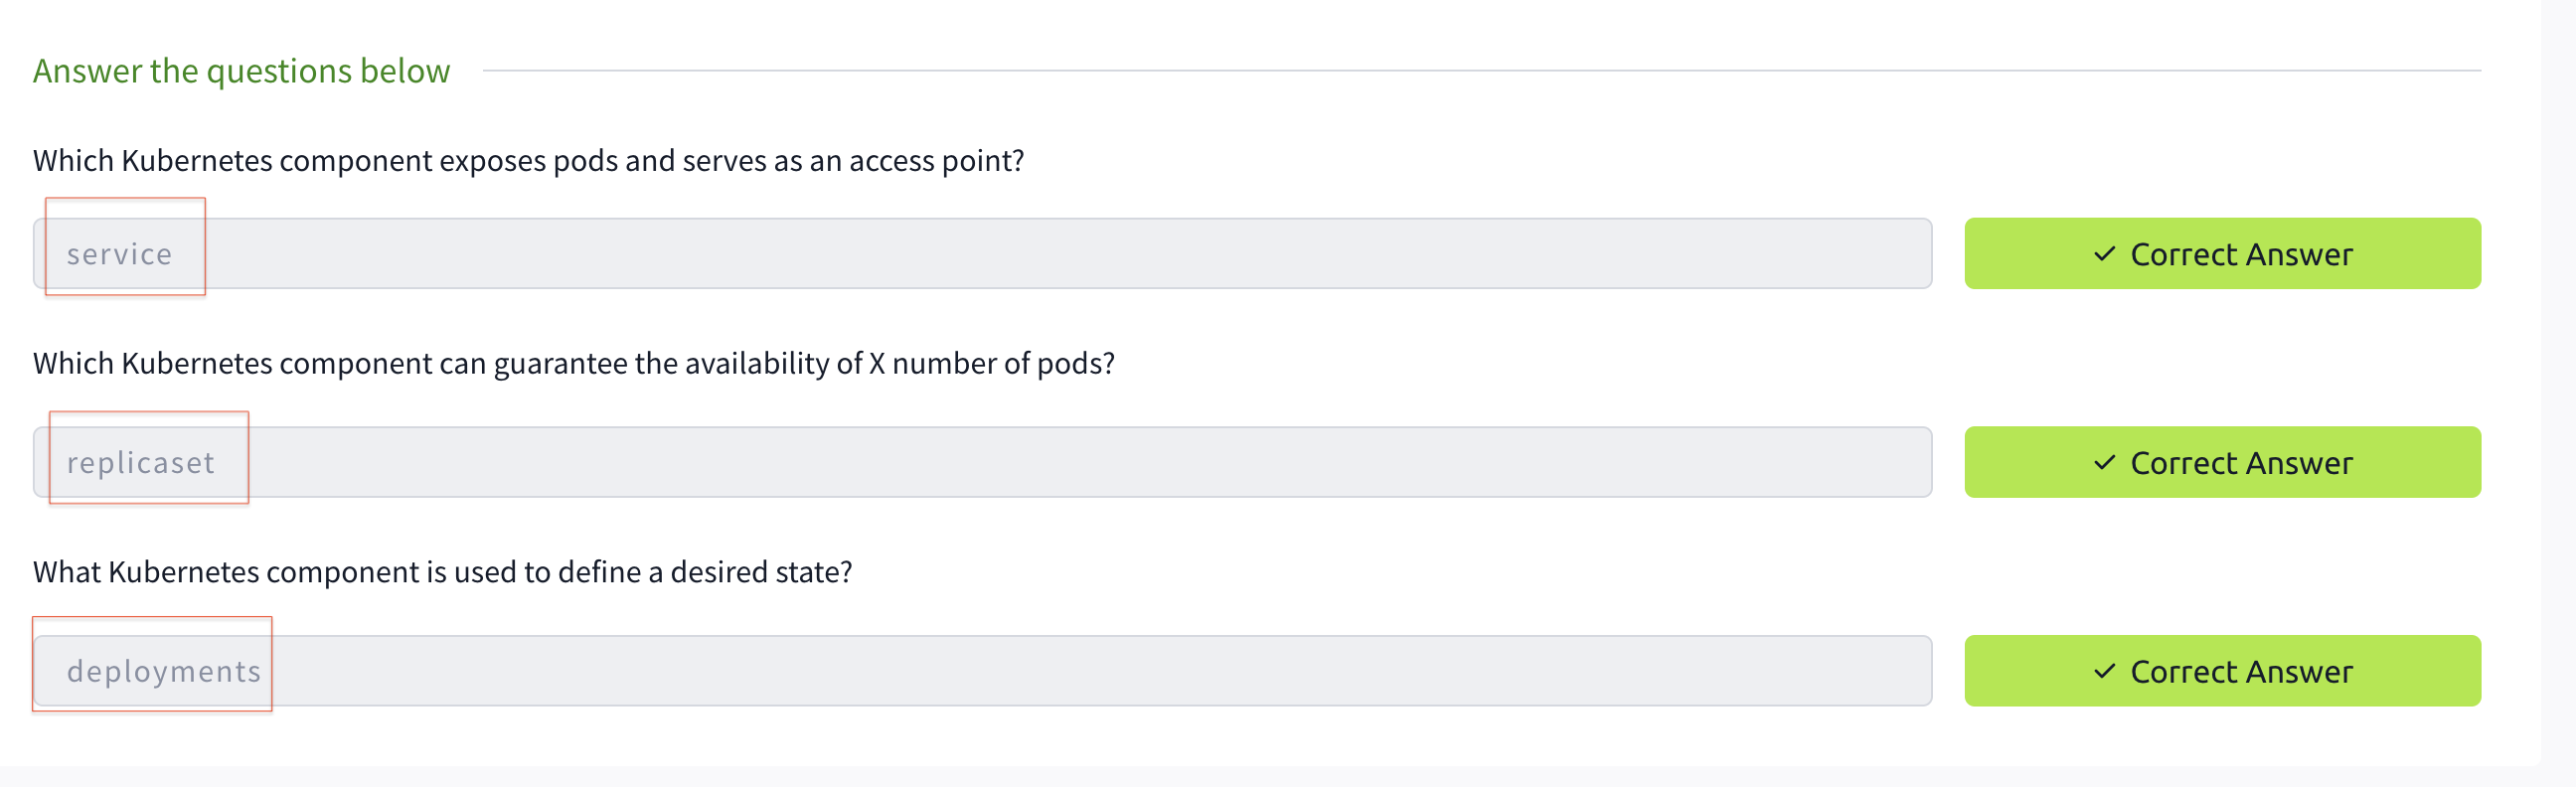 Answer the questions below
Which Kubernetes component exposes pods and serves as an access point?
service
✓ Correct Answer
Which Kubernetes component can guarantee the availability of X number of pods?
replicaset
✓ Correct Answer
What Kubernetes component is used to define a desired state?
deployments
✓ Correct Answer